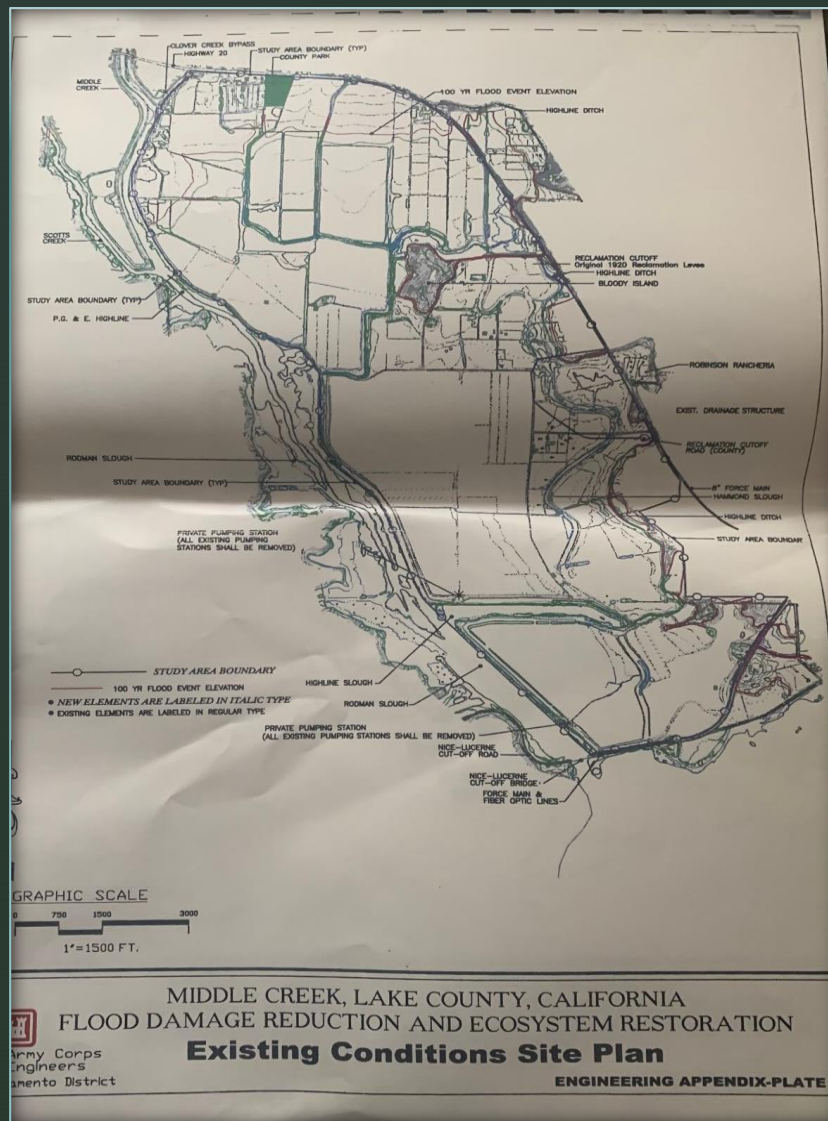 CLOVER CREEK BYPASS
HIGHWAY 20
STUDY AREA BOUNDARY (TYP)
COUNTY PARK
MIDDLE
CREEK
100 YR FLOOD EVENT ELEVATION
HIGHLINE DITCH
SCOTTS
CREEK
RECLAMATION CUTOFF
Original 1920 Reclamation Levee
HIGHLINE DITCH
BLOODY ISLAND
STUDY AREA BOUNDARY (TYP)
P.G. & E. HIGHLINE
ROBINSON RANCHERIA
EXIST. DRAINAGE STRUCTURE
RECLAMATION CUTOFF
ROAD (COUNTY)
RODMAN SLOUGH
STUDY AREA BOUNDARY (TYP)
8" FORCE MAIN
HAMMOND SLOUGH
HIGHLINE DITCH
STUDY AREA BOUNDAR
PRIVATE PUMPING STATION
(ALL EXISTING PUMPING
STATIONS SHALL BE REMOVED)
STUDY AREA BOUNDARY
100 YR FLOOD EVENT ELEVATION
• NEW ELEMENTS ARE LABELED IN ITALIC TYPE
• EXISTING ELEMENTS ARE LABELED IN REGULAR TYPE
HIGHLINE SLOUGH
RODMAN SLOUGH
PRIVATE PUMPING STATION
(ALL EXISTING PUMPING STATIONS SHALL BE REMOVED)
NICE-LUCERNE
CUT-OFF ROAD
NICE-LUCERNE
CUT-OFF BRIDGE
FORCE MAIN &
FIBER OPTIC LINES
GRAPHIC SCALE
0 750 1500 3000
1"=1500 FT.
MIDDLE CREEK, LAKE COUNTY, CALIFORNIA
FLOOD DAMAGE REDUCTION AND ECOSYSTEM RESTORATION
Existing Conditions Site Plan
Army Corps
Engineers
amento District
ENGINEERING APPENDIX-PLATE